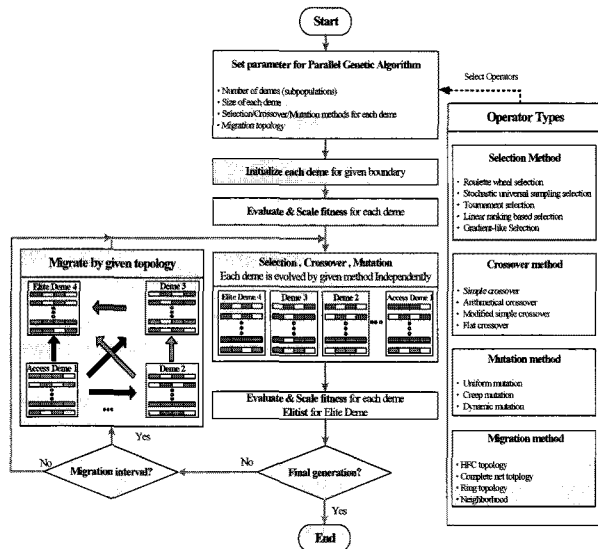 Start
Set parameter for Parallel Genetic Algorithm
• Number of demes (subpopulations)
• Size of each deme
• Selection/Crossover/Mutation methods for each deme
• Migration topology
Select Operators
Operator Types
Selection Method
• Roulette wheel selection
• Stochastic universal sampling selection
• Tournament selection
• Linear ranking based selection
• Gradient-like Selection
Crossover method
• Simple crossover
• Arithmetical crossover
• Modified simple crossover
• Flat crossover
Mutation method
• Uniform mutation
• Creep mutation
• Dynamic mutation
Migration method
• HFC topology
• Complete net totplogy
• Ring topology
• Neighborhood
Initialize each deme for given boundary
Evaluate & Scale fitness for each deme
Migrate by given topology
Elite Deme 4
Deme 3
Access Deme 1
Deme 2
...
Selection , Crossover , Mutation
Each deme is evolved by given method Independently
Elite Deme 4
Deme 3
Deme 2
Access Deme 1
...
Evaluate & Scale fitness for each deme
Elitist for Elite Deme
Yes
No
Migration interval?
No
Final generation?
Yes
End